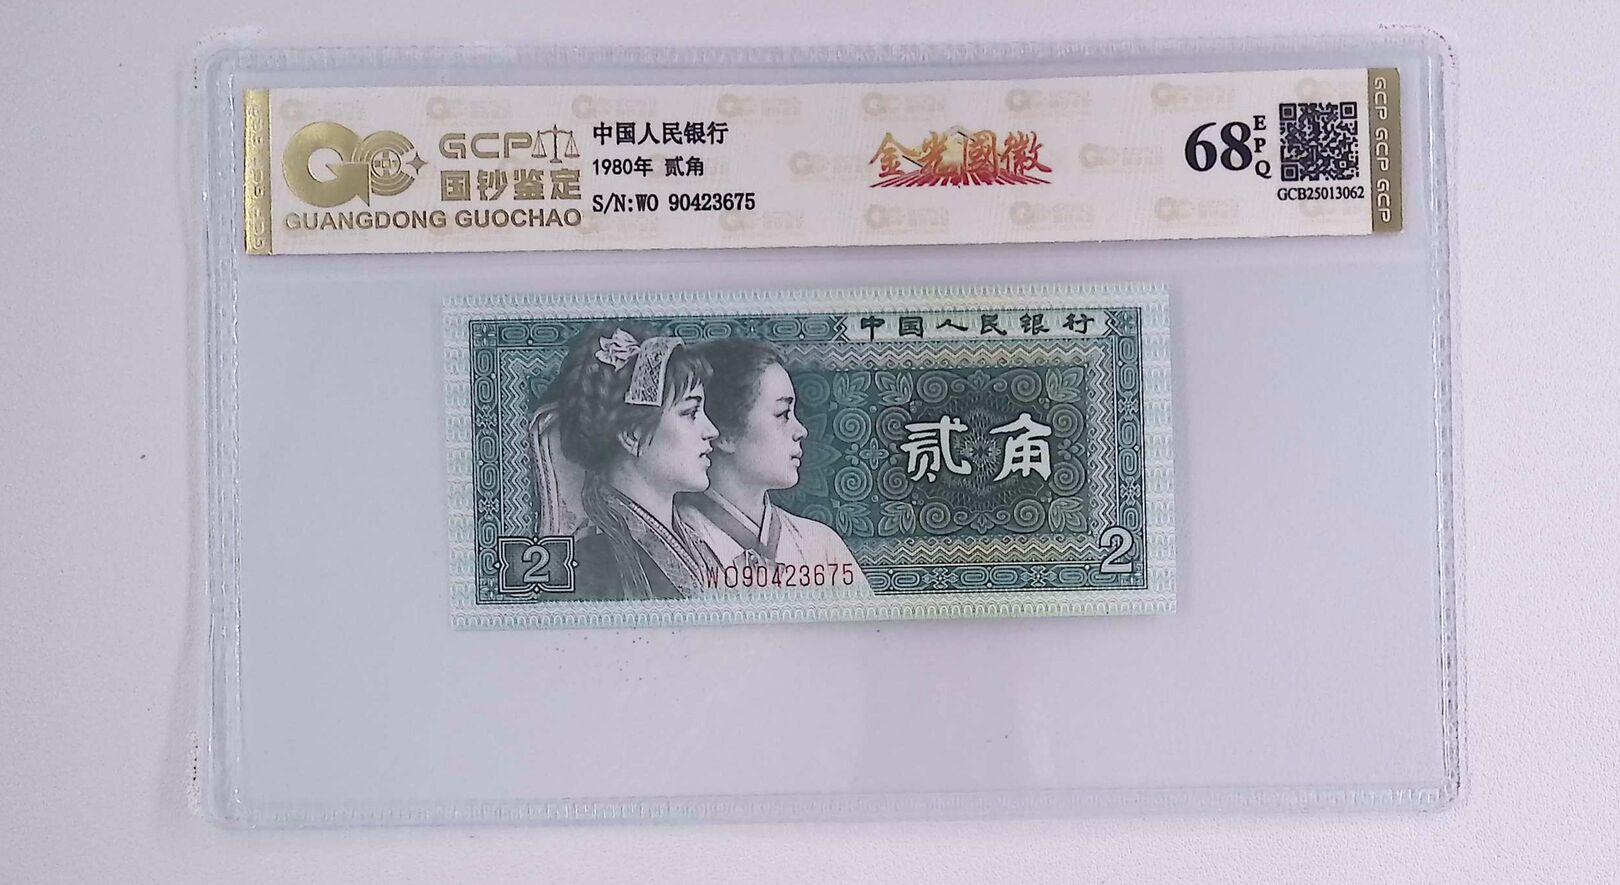 GCP
国钞鉴定
GUANGDONG GUOCHAO
中国人民银行
1980年 贰角
S/N:WO 90423675
金光國徽
68 EPQ
GCB25013062
GCP GCP GCP
中国人民银行
贰角
2
2
WO90423675